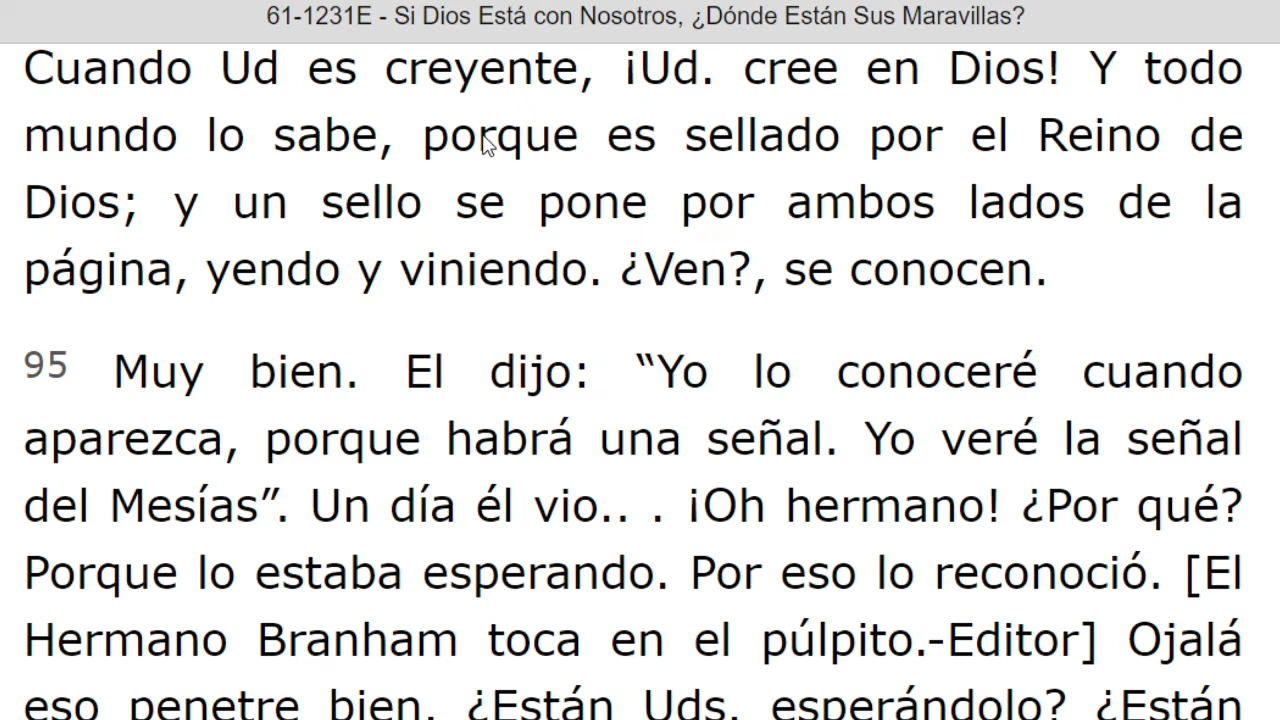 61-1231E - Si Dios Está con Nosotros, ¿Dónde Están Sus Maravillas?
Cuando Ud es creyente, ¡Ud. cree en Dios! Y todo
mundo lo sabe, porque es sellado por el Reino de
Dios; y un sello se pone por ambos lados de la
página, yendo y viniendo. ¿Ven?, se conocen.
95 Muy bien. El dijo: “Yo lo conoceré cuando
aparezca, porque habrá una señal. Yo veré la señal
del Mesías”. Un día él vio.. . ¡Oh hermano! ¿Por qué?
Porque lo estaba esperando. Por eso lo reconoció. [El
Hermano Branham toca en el púlpito.-Editor] Ojalá
eso penetre bien. ¿Están Uds. esperándolo? ¿Están